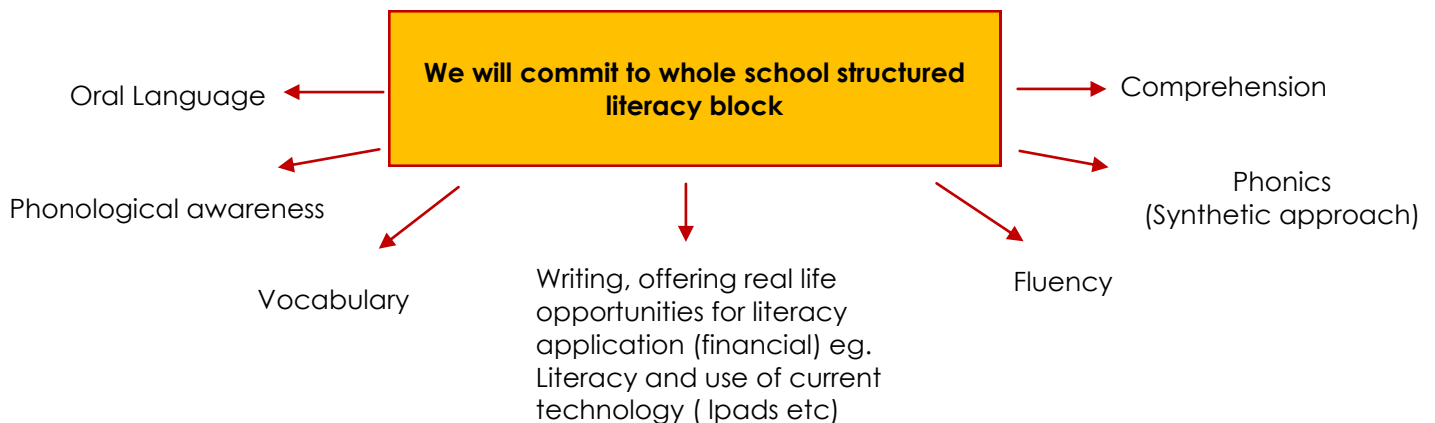 We will commit to whole school structured
literacy block
Oral Language
Comprehension
Phonological awareness
Phonics
(Synthetic approach)
Vocabulary
Writing, offering real life
opportunities for literacy
application (financial) eg.
Literacy and use of current
technology ( Ipads etc)
Fluency